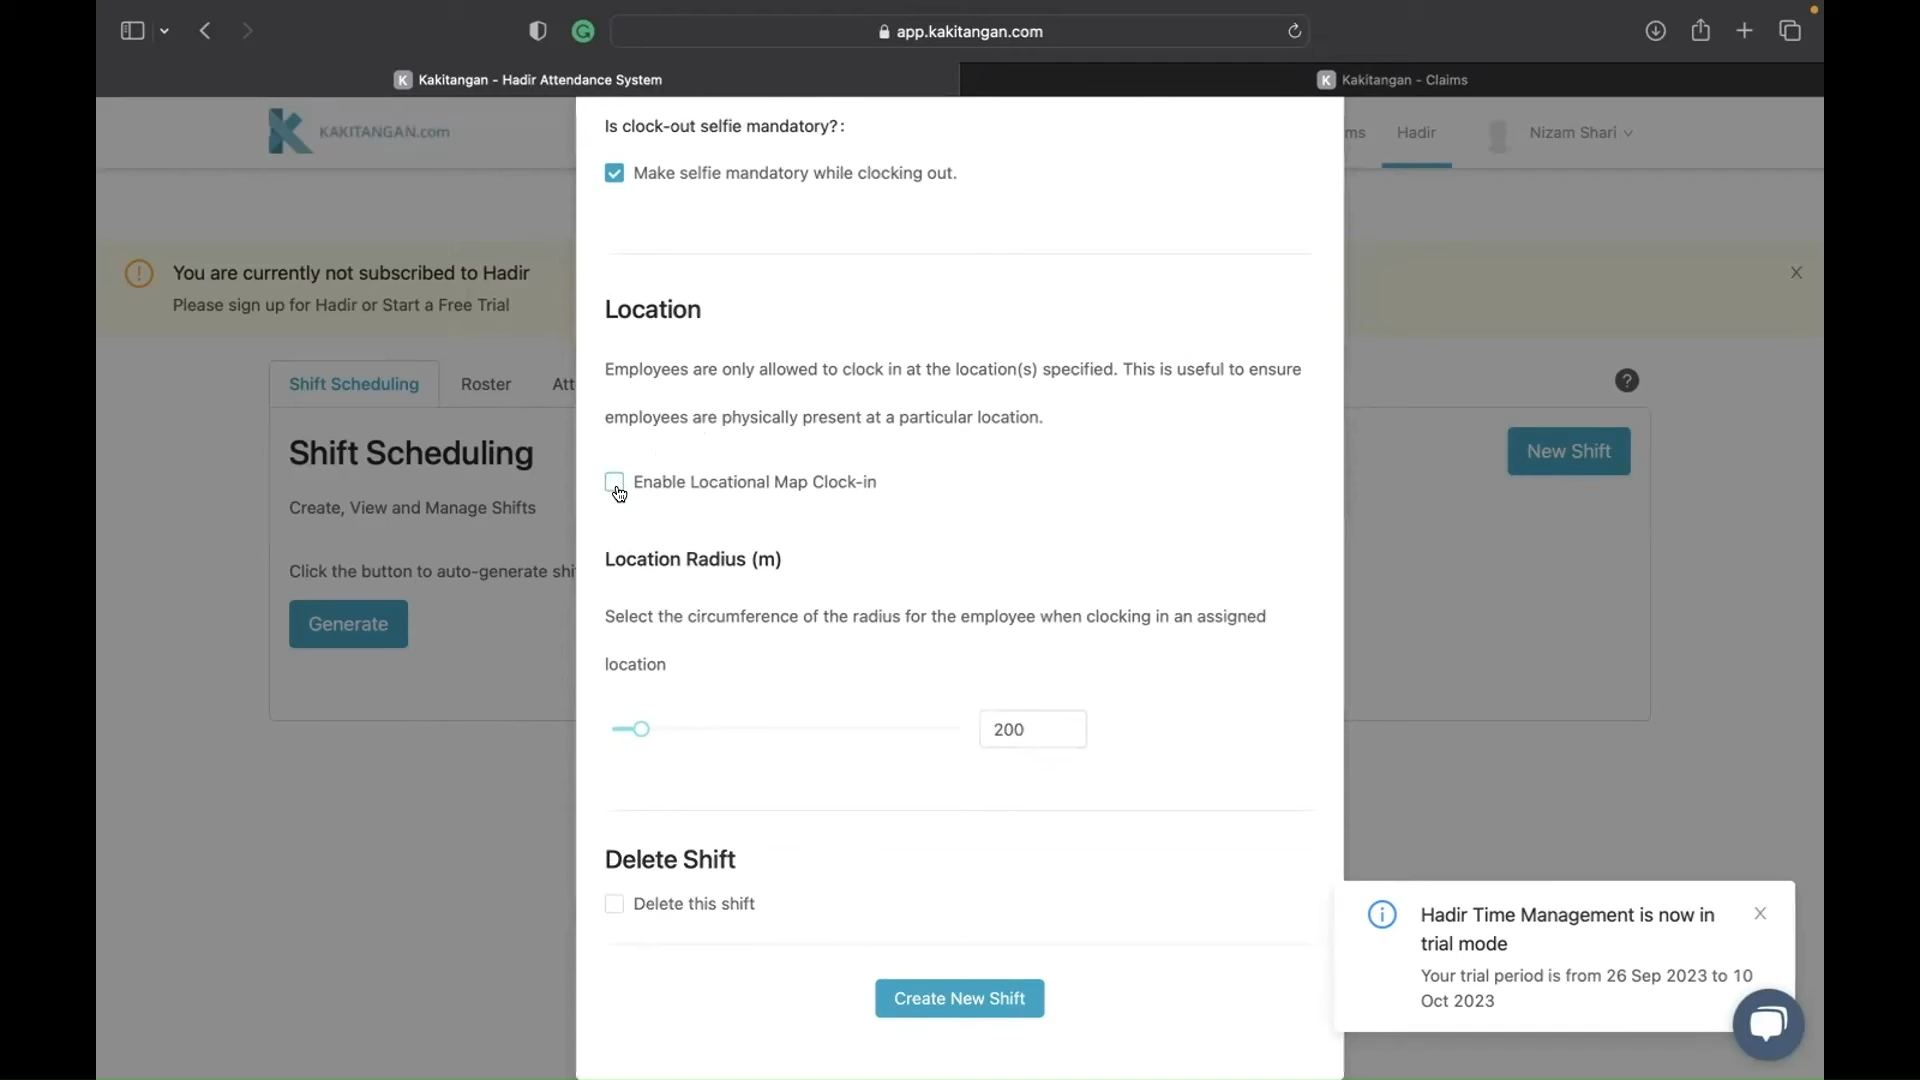 app.kakitangan.com
K Kakitangan - Hadir Attendance System
K Kakitangan - Claims
KAKITANGAN.com
ms
Hadir
Nizam Shari
You are currently not subscribed to Hadir
Please sign up for Hadir or Start a Free Trial
Shift Scheduling
Roster
Att
Shift Scheduling
Create, View and Manage Shifts
Click the button to auto-generate shi
Generate
New Shift
Is clock-out selfie mandatory?:
Make selfie mandatory while clocking out.
Location
Employees are only allowed to clock in at the location(s) specified. This is useful to ensure
employees are physically present at a particular location.
Enable Locational Map Clock-in
Location Radius (m)
Select the circumference of the radius for the employee when clocking in an assigned
location
200
Delete Shift
Delete this shift
Create New Shift
Hadir Time Management is now in
trial mode
Your trial period is from 26 Sep 2023 to 10
Oct 2023